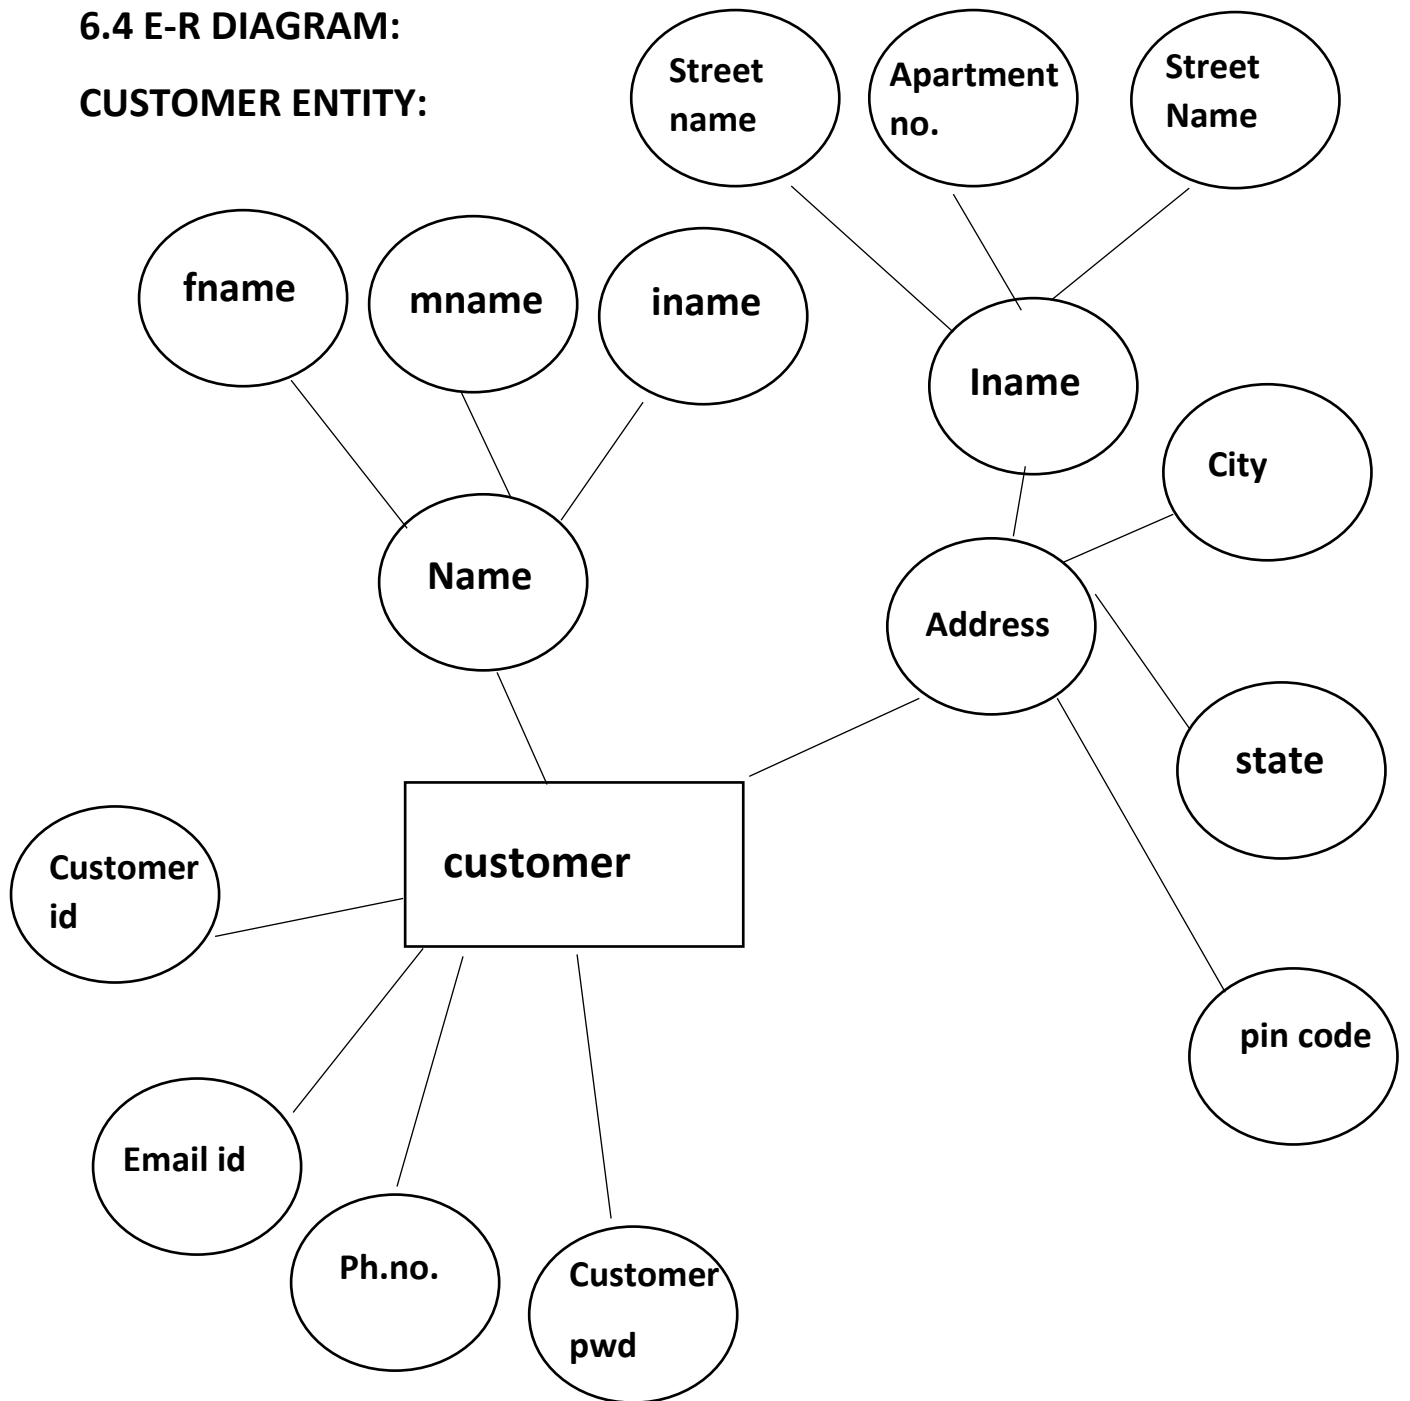 6.4 E-R DIAGRAM:
CUSTOMER ENTITY:
Street
name
Apartment
no.
Street
Name
fname
mname
iname
Iname
City
Name
Address
state
customer
Customer
id
pin code
Email id
Ph.no.
Customer
pwd